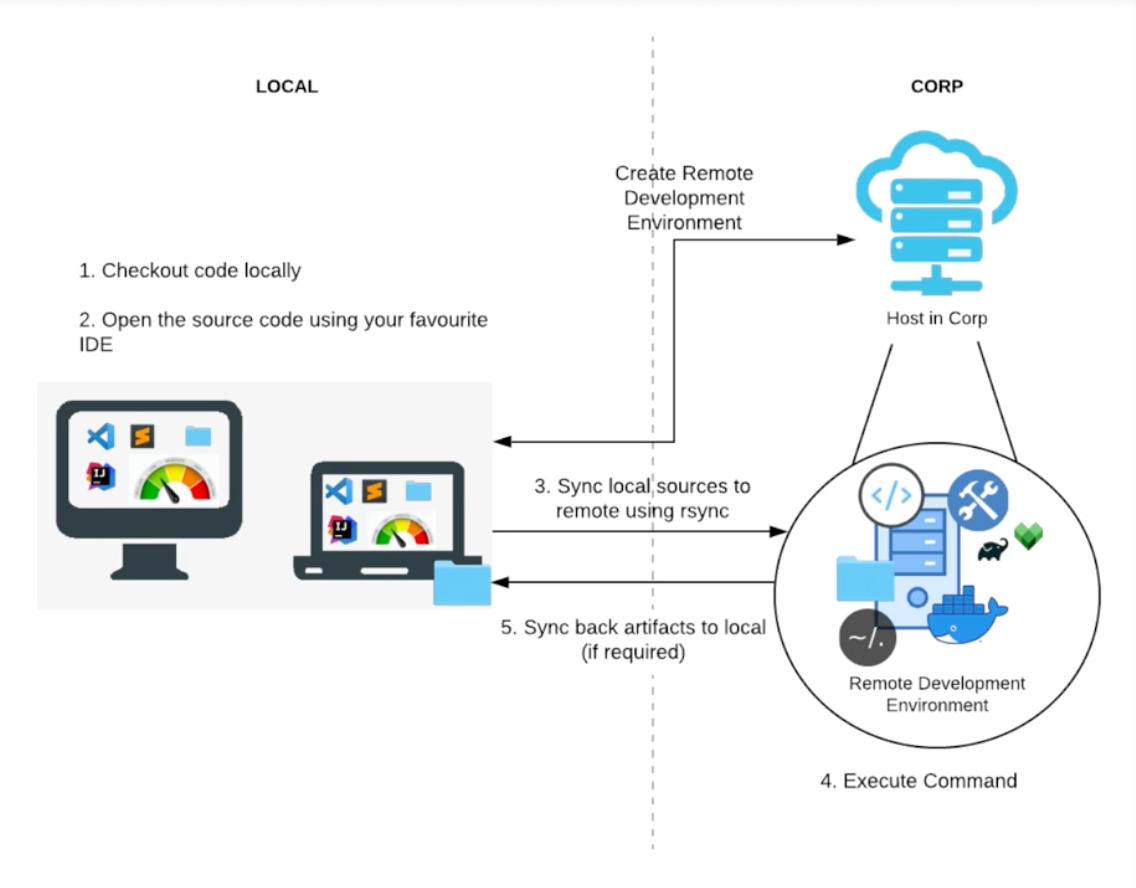 LOCAL
CORP
Create Remote
Development
Environment
1. Checkout code locally
2. Open the source code using your favourite
IDE
Host in Corp
IJ
IJ
3. Sync local sources to
remote using rsync
</>
5. Sync back artifacts to local
(if required)
~/.
Remote Development
Environment
4. Execute Command